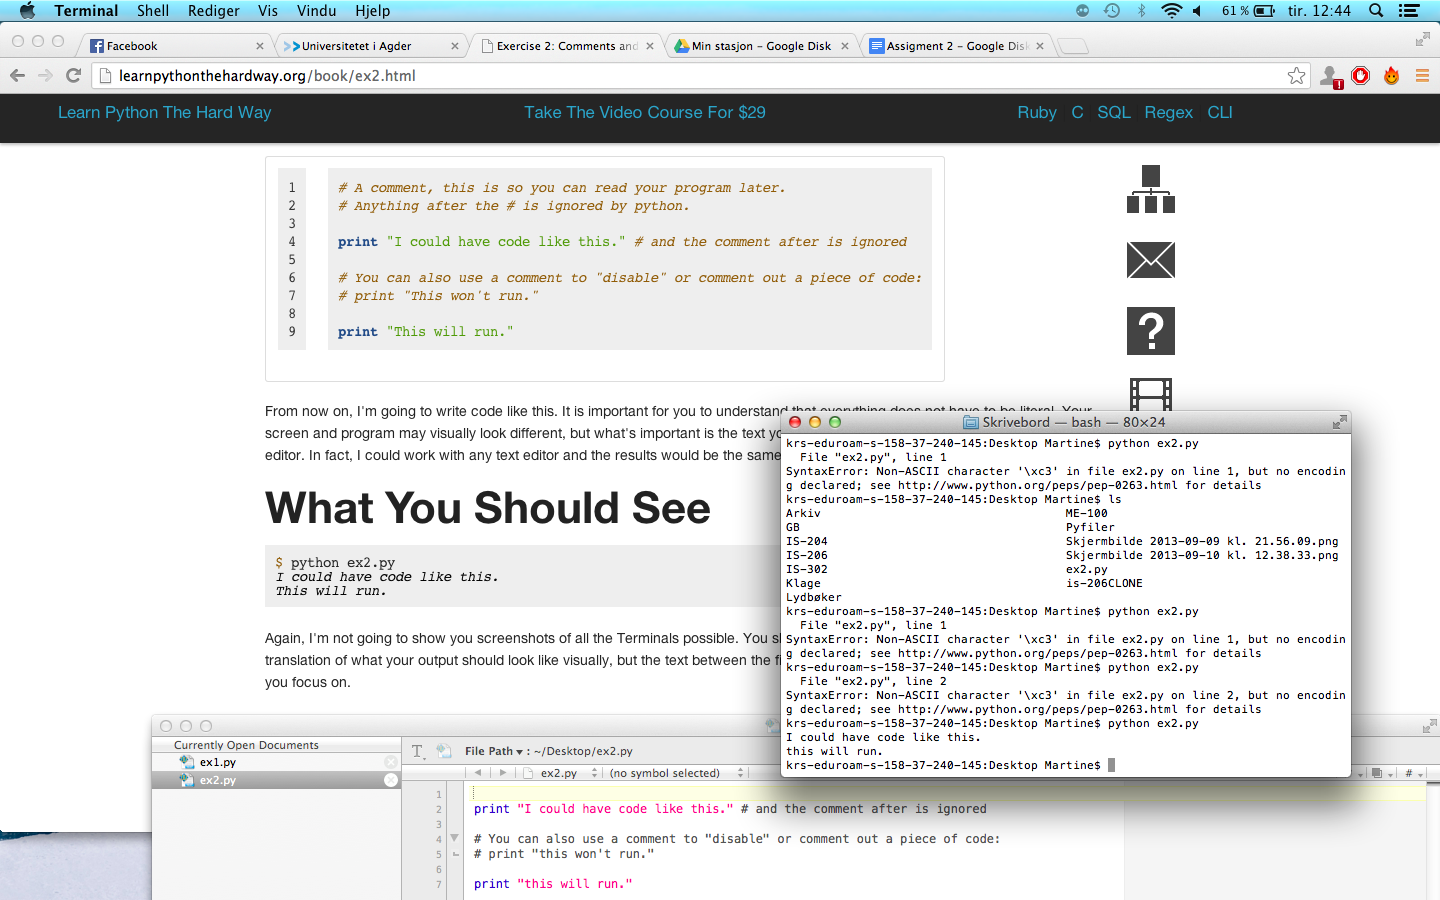 Terminal Shell Rediger Vis Vindu Hjelp 61 % tir. 12:44
Facebook Universitetet i Agder Exercise 2: Comments and Min stasjon – Google Disk Assigment 2 – Google Disk
learnpythonthehardway.org/book/ex2.html
Learn Python The Hard Way Take The Video Course For $29 Ruby C SQL Regex CLI
1 # A comment, this is so you can read your program later.
2 # Anything after the # is ignored by python.
3
4 print "I could have code like this." # and the comment after is ignored
5
6 # You can also use a comment to "disable" or comment out a piece of code:
7 # print "This won't run."
8
9 print "This will run."
?
From now on, I'm going to write code like this. It is important for you to understand that everything does not have to be literal. Your
screen and program may visually look different, but what's important is the text yo
editor. In fact, I could work with any text editor and the results would be the same
What You Should See
$ python ex2.py
I could have code like this.
This will run.
Again, I'm not going to show you screenshots of all the Terminals possible. You sh
translation of what your output should look like visually, but the text between the fi
you focus on.
Skrivebord — bash — 80×24
krs-eduroam-s-158-37-240-145:Desktop Martine$ python ex2.py
File "ex2.py", line 1
SyntaxError: Non-ASCII character '\xc3' in file ex2.py on line 1, but no encodin
g declared; see http://www.python.org/peps/pep-0263.html for details
krs-eduroam-s-158-37-240-145:Desktop Martine$ ls
Arkiv ME-100
GB Pyfiler
IS-204 Skjermbilde 2013-09-09 kl. 21.56.09.png
IS-206 Skjermbilde 2013-09-10 kl. 12.38.33.png
IS-302 ex2.py
Klage is-206CLONE
Lydbøker
krs-eduroam-s-158-37-240-145:Desktop Martine$ python ex2.py
File "ex2.py", line 1
SyntaxError: Non-ASCII character '\xc3' in file ex2.py on line 1, but no encodin
g declared; see http://www.python.org/peps/pep-0263.html for details
krs-eduroam-s-158-37-240-145:Desktop Martine$ python ex2.py
File "ex2.py", line 2
SyntaxError: Non-ASCII character '\xc3' in file ex2.py on line 2, but no encodin
g declared; see http://www.python.org/peps/pep-0263.html for details
krs-eduroam-s-158-37-240-145:Desktop Martine$ python ex2.py
I could have code like this.
this will run.
krs-eduroam-s-158-37-240-145:Desktop Martine$
Currently Open Documents
ex1.py
ex2.py
T File Path : ~/Desktop/ex2.py
ex2.py (no symbol selected) #
1
2 print "I could have code like this." # and the comment after is ignored
3
4 # You can also use a comment to "disable" or comment out a piece of code:
5 # print "this won't run."
6
7 print "this will run."